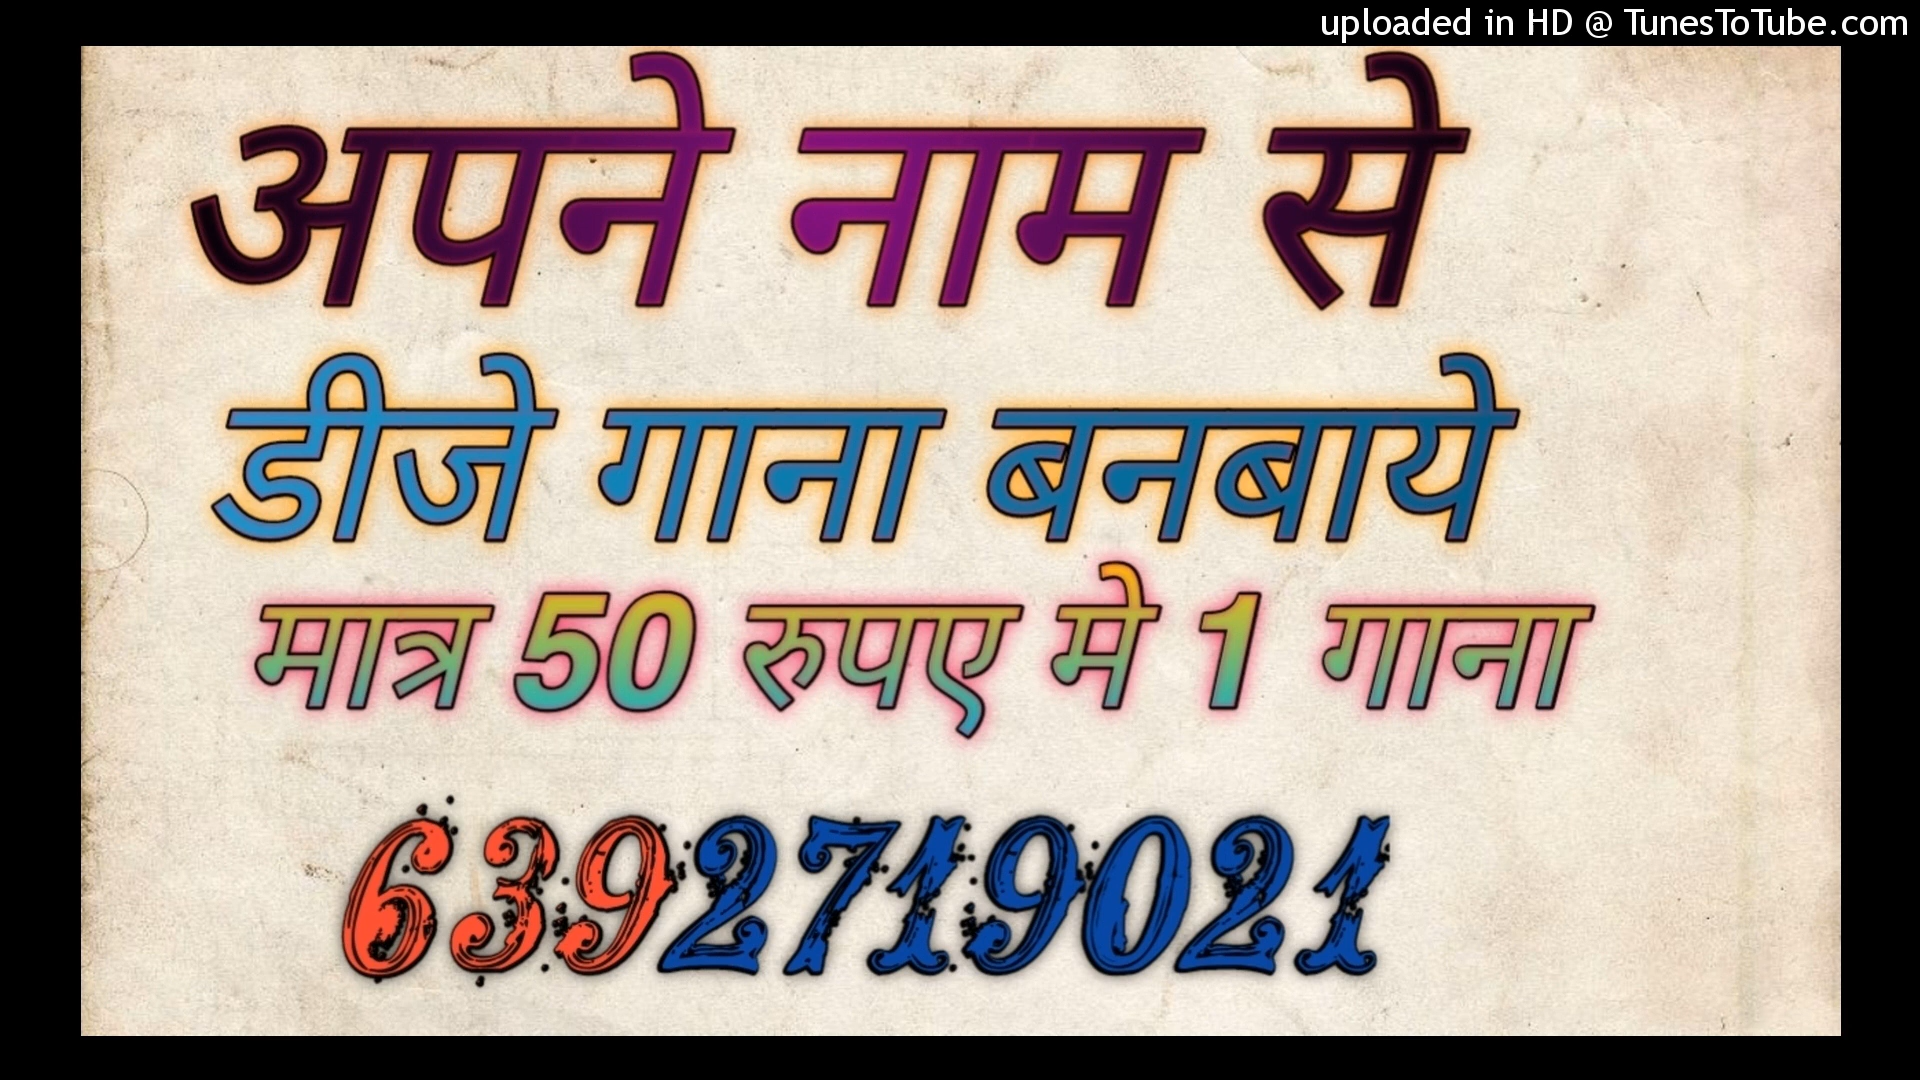 uploaded in HD @ TunesToTube.com
अपने नाम से
डीजे गाना बनबाये
मात्र 50 रुपए मे 1 गाना
6392719021